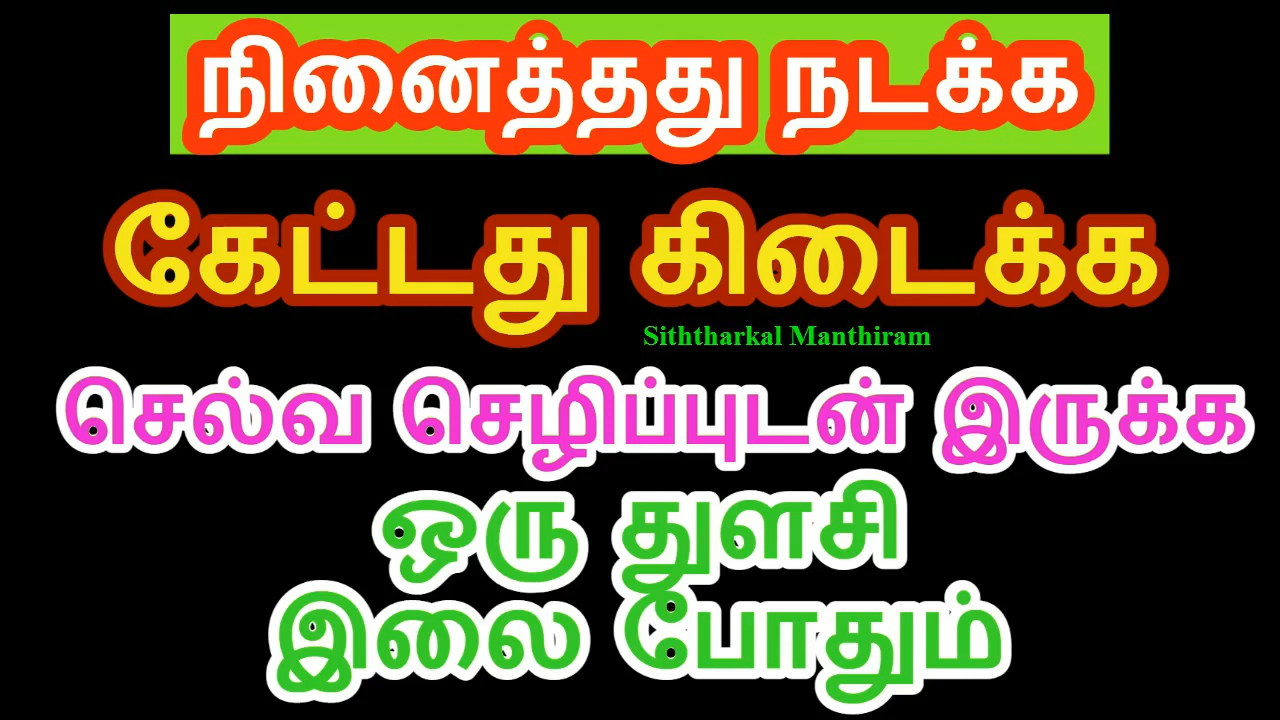 நினைத்தது நடக்க
கேட்டது கிடைக்க
Siththarkal Manthiram
செல்வ செழிப்புடன் இருக்க
ஒரு துளசி
இலை போதும்